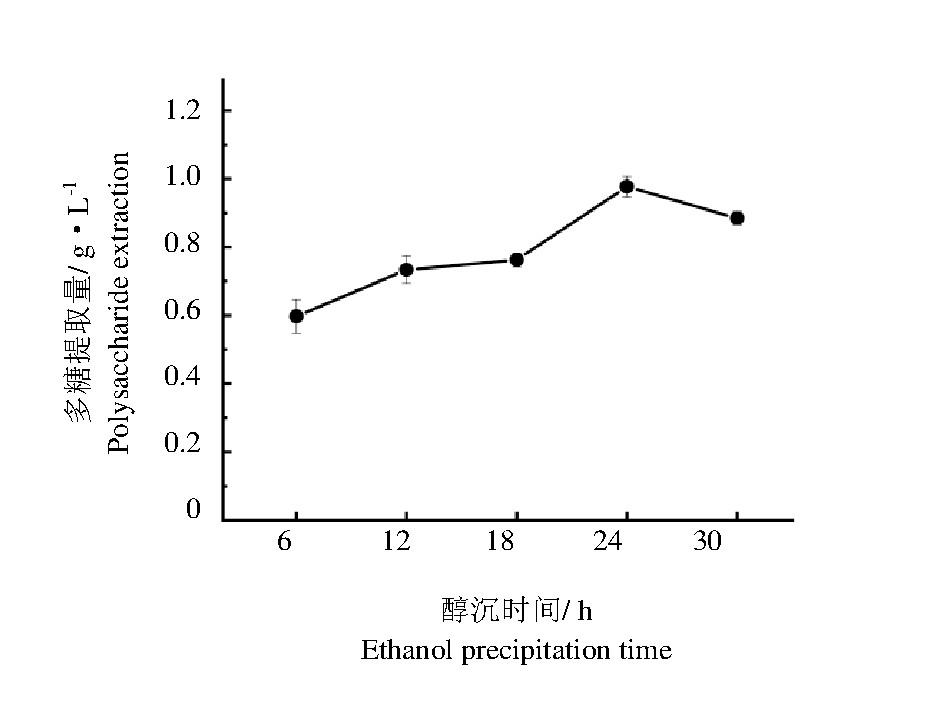 多糖提取量/ g·L-1
Polysaccharide extraction
1.2
1.0
0.8
0.6
0.4
0.2
0
6 12 18 24 30
醇沉时间/ h
Ethanol precipitation time